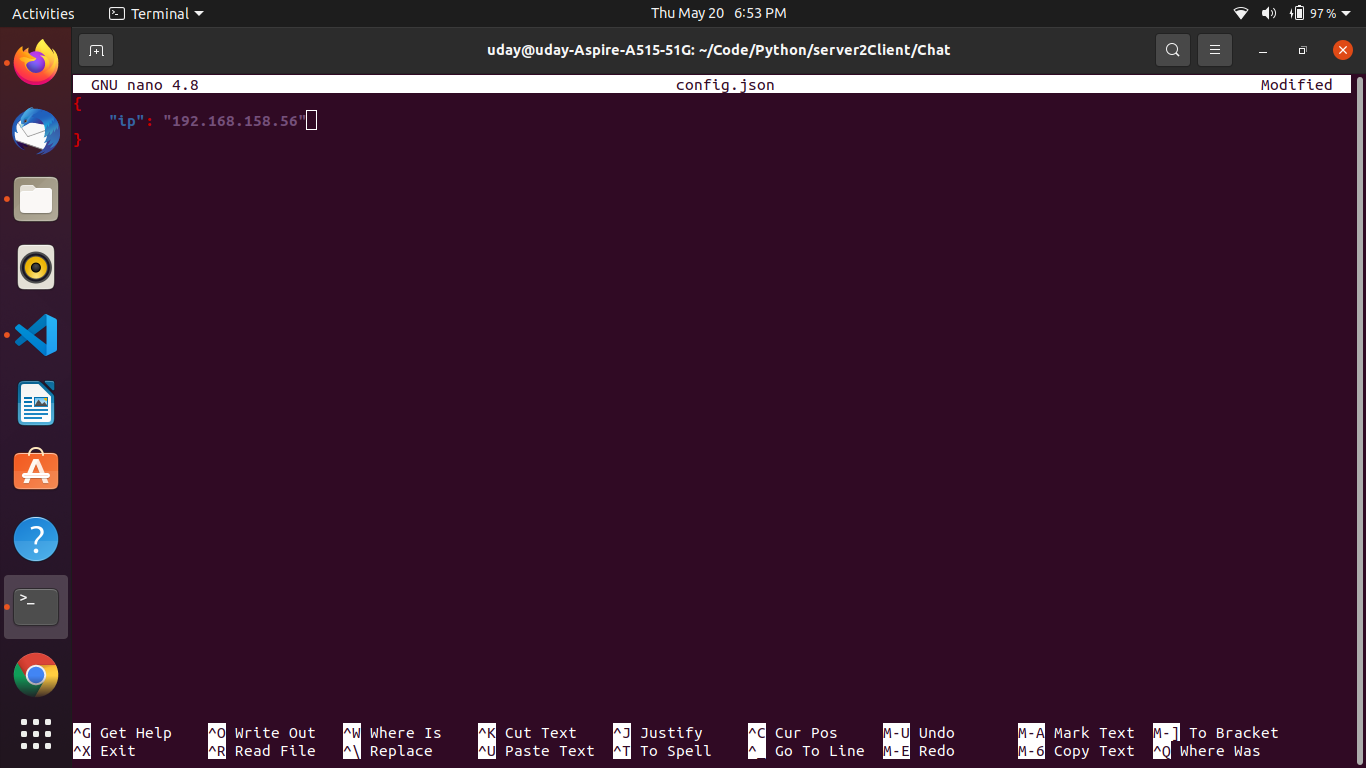 Activities Terminal Thu May 20 6:53 PM 97 %
uday@uday-Aspire-A515-51G: ~/Code/Python/server2Client/Chat
GNU nano 4.8 config.json Modified
{
    "ip": "192.168.158.56"
}
^G Get Help ^O Write Out ^W Where Is ^K Cut Text ^J Justify ^C Cur Pos M-U Undo M-A Mark Text M-] To Bracket
^X Exit ^R Read File ^\ Replace ^U Paste Text ^T To Spell ^_ Go To Line M-E Redo M-6 Copy Text ^Q Where Was